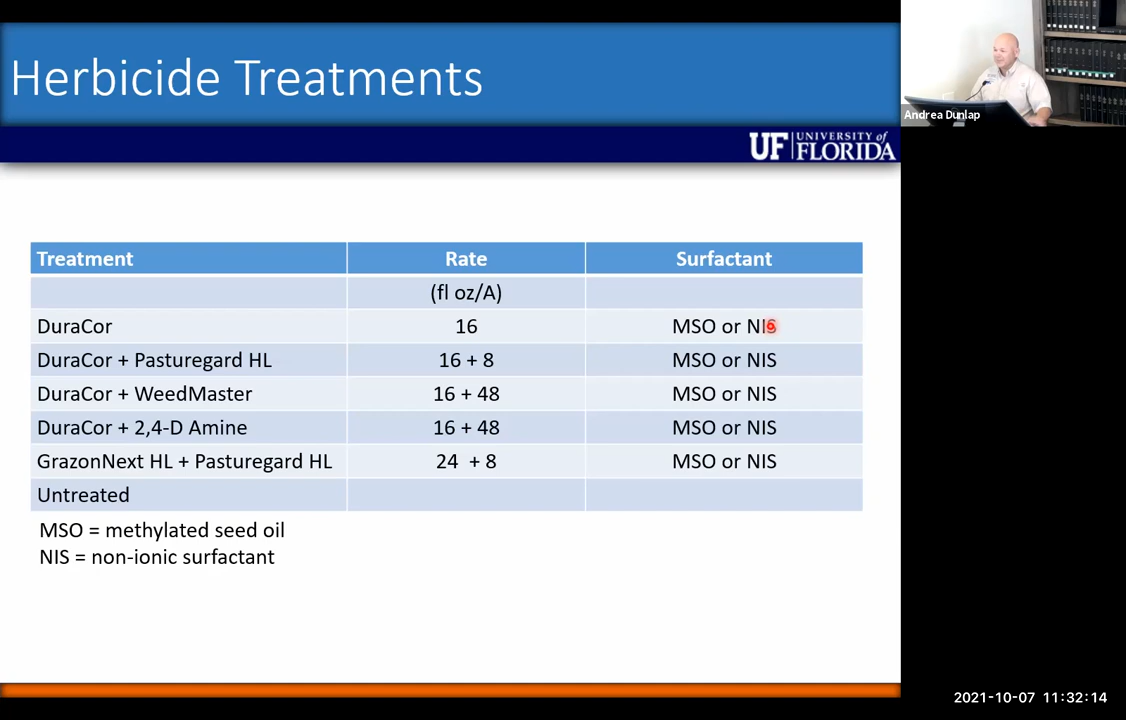 Herbicide Treatments
Andrea Dunlap
UF UNIVERSITY of FLORIDA
Treatment Rate Surfactant
(fl oz/A)
DuraCor 16 MSO or NIS
DuraCor + Pasturegard HL 16 + 8 MSO or NIS
DuraCor + WeedMaster 16 + 48 MSO or NIS
DuraCor + 2,4-D Amine 16 + 48 MSO or NIS
GrazonNext HL + Pasturegard HL 24 + 8 MSO or NIS
Untreated
MSO = methylated seed oil
NIS = non-ionic surfactant
2021-10-07 11:32:14